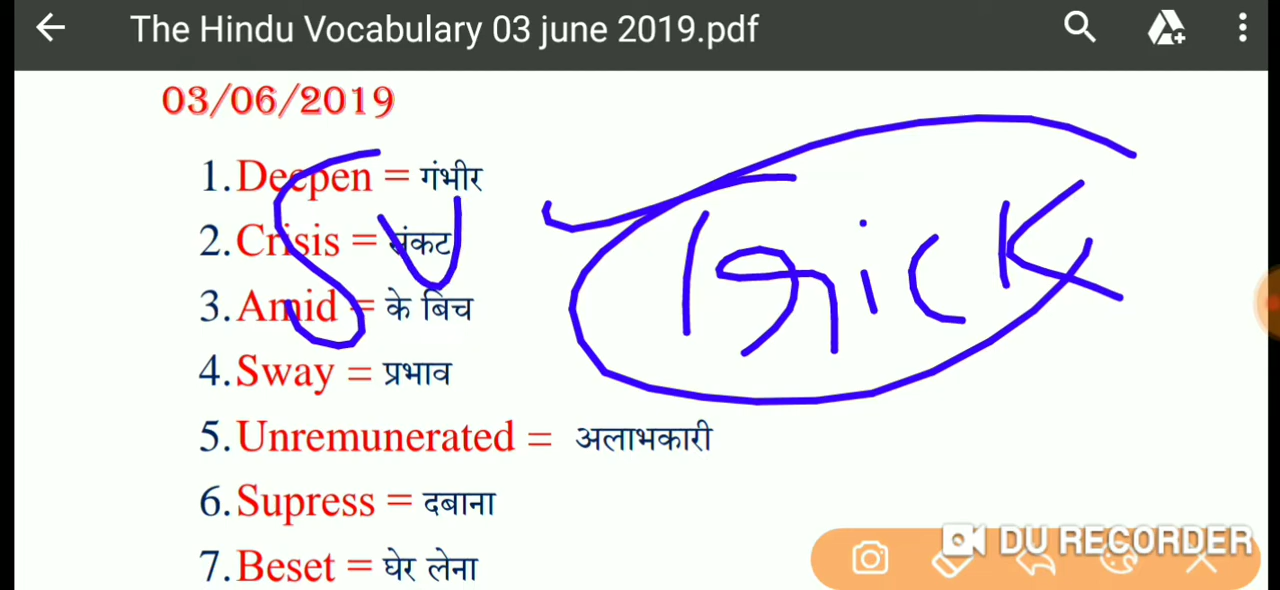 The Hindu Vocabulary 03 june 2019.pdf
03/06/2019
1. Deepen = गंभीर
2. Crisis = संकट
3. Amid = के बिच
4. Sway = प्रभाव
5. Unremunerated = अलाभकारी
6. Supress = दबाना
7. Beset = घेर लेना
SV
Trick
DU RECORDER